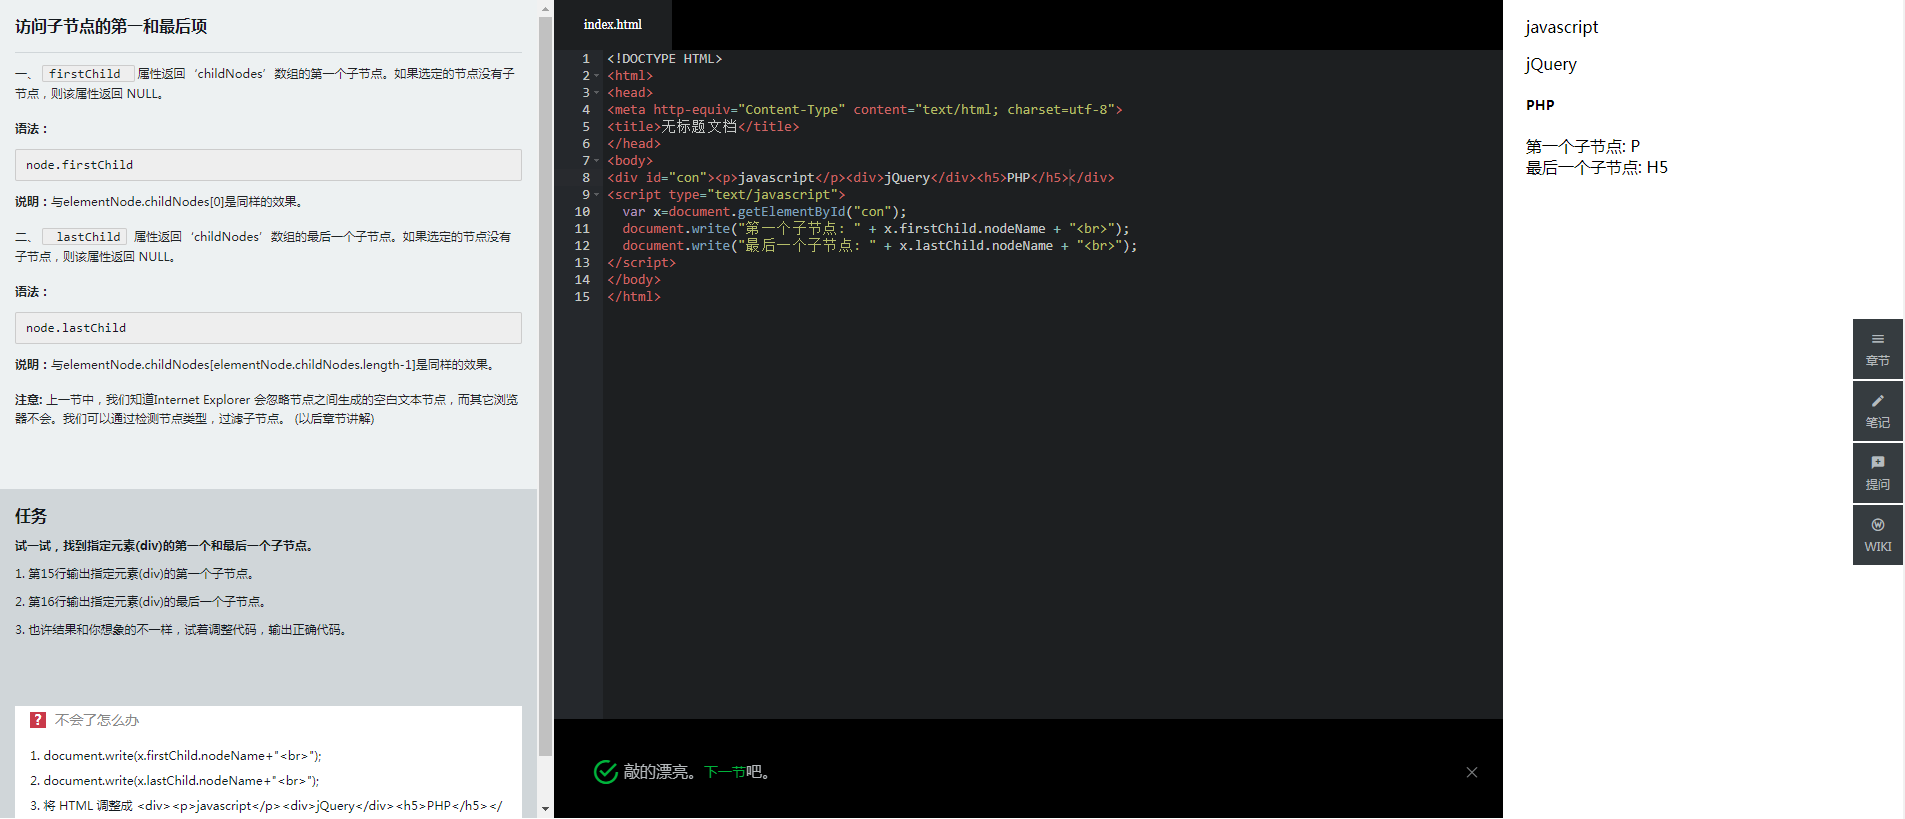 访问子节点的第一和最后项
一、 firstChild 属性返回‘childNodes’数组的第一个子节点。如果选定的节点没有子
节点，则该属性返回 NULL。
语法：
node.firstChild
说明：与elementNode.childNodes[0]是同样的效果。
二、 lastChild 属性返回‘childNodes’数组的最后一个子节点。如果选定的节点没有
子节点，则该属性返回 NULL。
语法：
node.lastChild
说明：与elementNode.childNodes[elementNode.childNodes.length-1]是同样的效果。
注意: 上一节中，我们知道Internet Explorer 会忽略节点之间生成的空白文本节点，而其它浏览
器不会。我们可以通过检测节点类型，过滤子节点。 (以后章节讲解)
任务
试一试，找到指定元素(div)的第一个和最后一个子节点。
1. 第15行输出指定元素(div)的第一个子节点。
2. 第16行输出指定元素(div)的最后一个子节点。
3. 也许结果和你想象的不一样，试着调整代码，输出正确代码。
? 不会了怎么办
1. document.write(x.firstChild.nodeName+"<br>");
2. document.write(x.lastChild.nodeName+"<br>");
3. 将 HTML 调整成 <div><p>javascript</p><div>jQuery</div><h5>PHP</h5></
index.html
1 <!DOCTYPE HTML>
2 <html>
3 <head>
4 <meta http-equiv="Content-Type" content="text/html; charset=utf-8">
5 <title>无标题文档</title>
6 </head>
7 <body>
8 <div id="con"><p>javascript</p><div>jQuery</div><h5>PHP</h5></div>
9 <script type="text/javascript">
10 var x=document.getElementById("con");
11 document.write("第一个子节点: " + x.firstChild.nodeName + "<br>");
12 document.write("最后一个子节点: " + x.lastChild.nodeName + "<br>");
13 </script>
14 </body>
15 </html>
敲的漂亮。下一节吧。
javascript
jQuery
PHP
第一个子节点: P
最后一个子节点: H5
章节
笔记
提问
WIKI